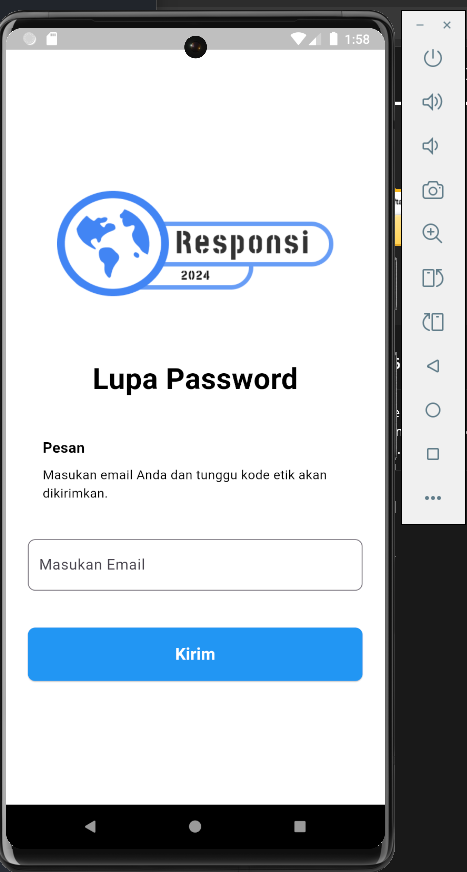 1:58
Responsi
2024
Lupa Password
Pesan
Masukan email Anda dan tunggu kode etik akan
dikirimkan.
Masukan Email
Kirim